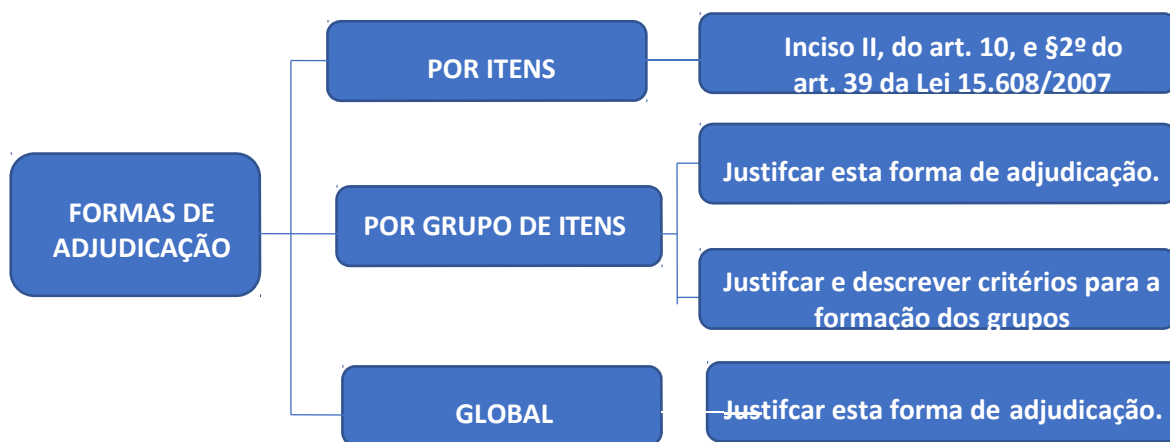 FORMAS DE
ADJUDICAÇÃO
POR ITENS
Inciso II, do art. 10, e §2º do
art. 39 da Lei 15.608/2007
POR GRUPO DE ITENS
Justifcar esta forma de adjudicação.
Justifcar e descrever critérios para a
formação dos grupos
GLOBAL
Justifcar esta forma de adjudicação.